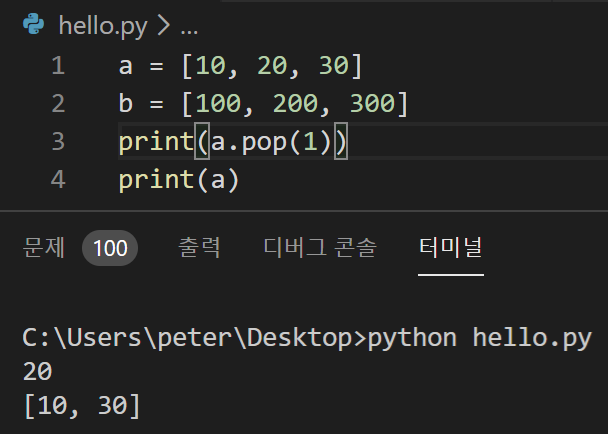 hello.py > ...
1 a = [10, 20, 30]
2 b = [100, 200, 300]
3 print(a.pop(1))
4 print(a)
문제 100 출력 디버그 콘솔 터미널
C:\Users\peter\Desktop>python hello.py
20
[10, 30]